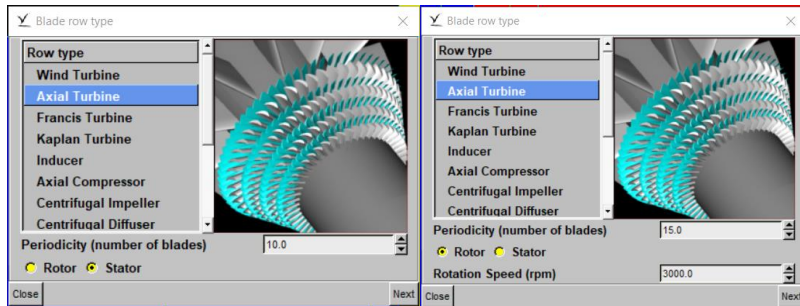 Blade row type
Row type
Wind Turbine
Axial Turbine
Francis Turbine
Kaplan Turbine
Inducer
Axial Compressor
Centrifugal Impeller
Centrifugal Diffuser
Periodicity (number of blades)
10.0
Rotor
Stator
Close
Next
Blade row type
Row type
Wind Turbine
Axial Turbine
Francis Turbine
Kaplan Turbine
Inducer
Axial Compressor
Centrifugal Impeller
Centrifugal Diffuser
Periodicity (number of blades)
15.0
Rotor
Stator
Rotation Speed (rpm)
3000.0
Close
Next